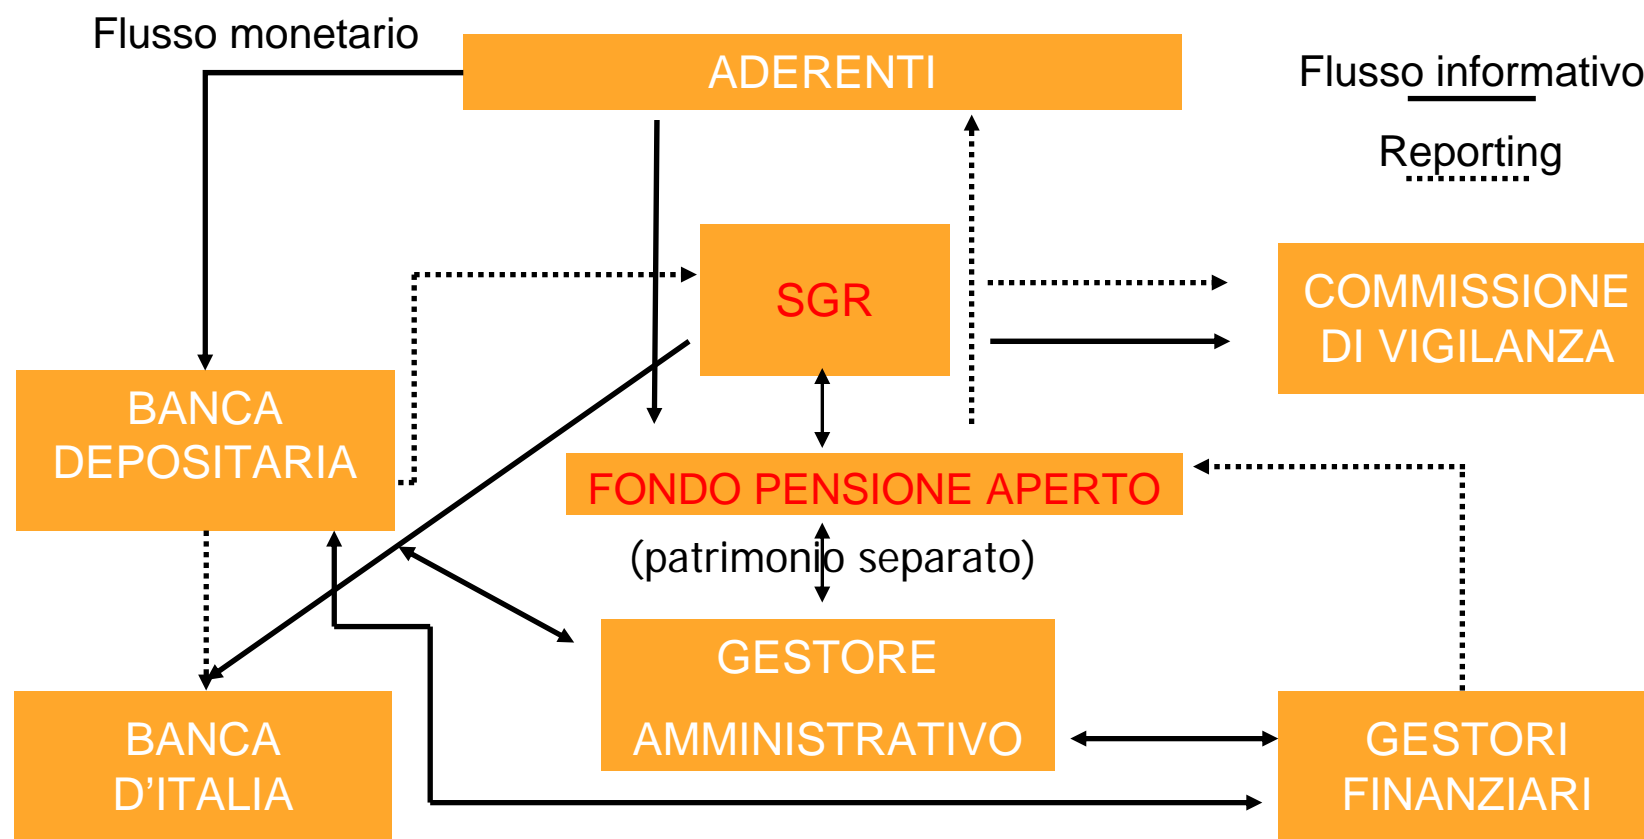 Flusso monetario
ADERENTI
Flusso informativo
Reporting
SGR
COMMISSIONE
DI VIGILANZA
BANCA
DEPOSITARIA
FONDO PENSIONE APERTO
(patrimonio separato)
GESTORE
AMMINISTRATIVO
BANCA
D'ITALIA
GESTORI
FINANZIARI